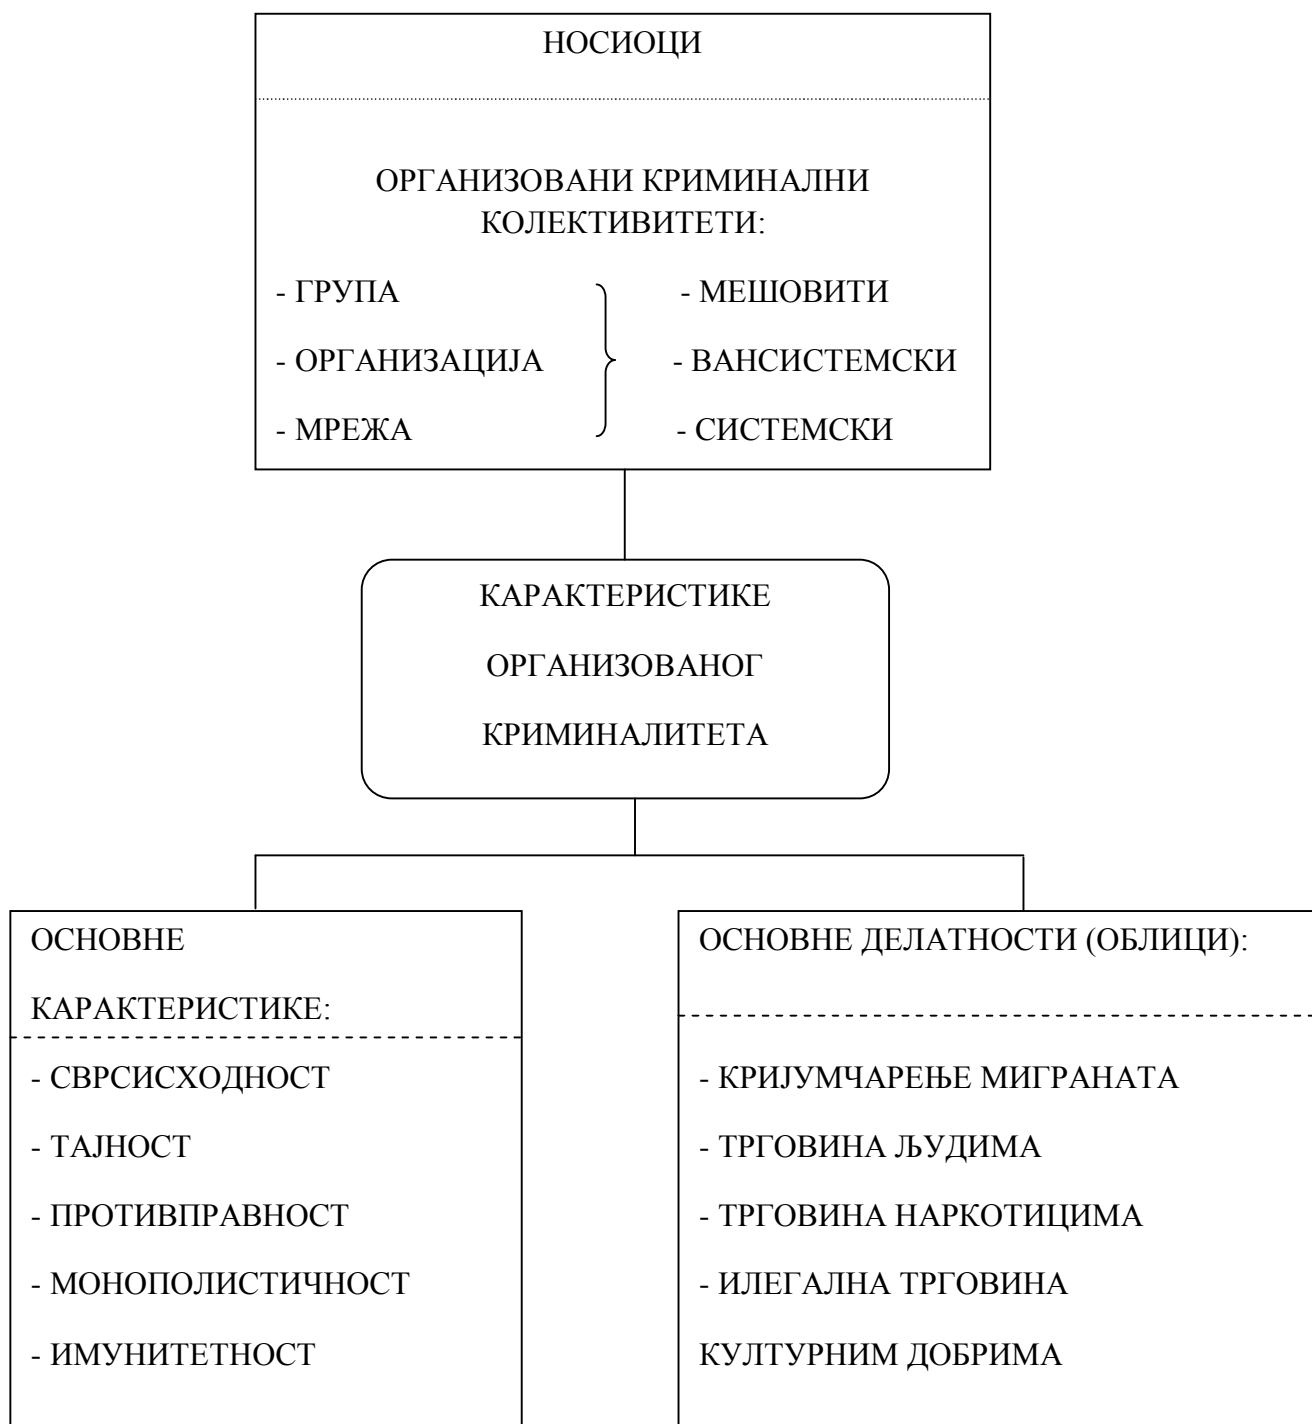 НОСИОЦИ
ОРГАНИЗОВАНИ КРИМИНАЛНИ
КОЛЕКТИВИТЕТИ:
- ГРУПА - МЕШОВИТИ
- ОРГАНИЗАЦИЈА - ВАНСИСТЕМСКИ
- МРЕЖА - СИСТЕМСКИ
КАРАКТЕРИСТИКЕ
ОРГАНИЗОВАНОГ
КРИМИНАЛИТЕТА
ОСНОВНЕ
КАРАКТЕРИСТИКЕ:
- СВРСИСХОДНОСТ
- ТАЈНОСТ
- ПРОТИВПРАВНОСТ
- МОНОПОЛИСТИЧНОСТ
- ИМУНИТЕТНОСТ
ОСНОВНЕ ДЕЛАТНОСТИ (ОБЛИЦИ):
- КРИЈУМЧАРЕЊЕ МИГРАНАТА
- ТРГОВИНА ЉУДИМА
- ТРГОВИНА НАРКОТИЦИМА
- ИЛЕГАЛНА ТРГОВИНА
КУЛТУРНИМ ДОБРИМА